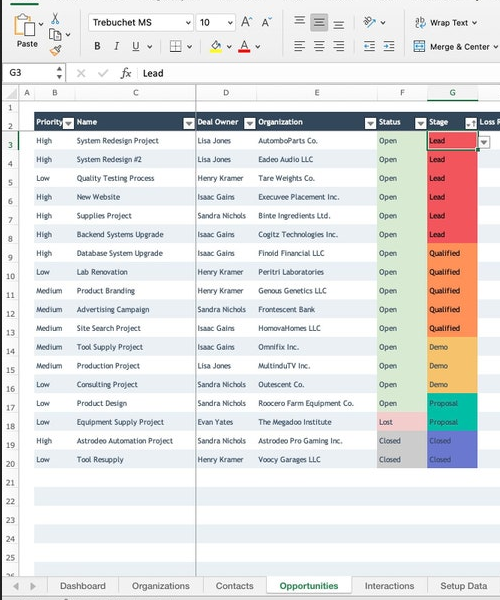 Trebuchet MS 10 A A Wrap Text
Paste B I U A Merge & Center
G3 fx Lead
A B C D E F G
1
2 Priority Name Deal Owner Organization Status Stage Loss R
3 High System Redesign Project Lisa Jones AutomboParts Co. Open Lead
4 High System Redesign #2 Lisa Jones Eadeo Audio LLC Open Lead
5 Low Quality Testing Process Henry Kramer Tare Weights Co. Open Lead
6 High New Website Isaac Gains Execuvee Placement Inc. Open Lead
7 High Supplies Project Sandra Nichols Binte Ingredients Ltd. Open Lead
8 High Backend Systems Upgrade Isaac Gains Cogitz Technologies Inc. Open Lead
9 High Database System Upgrade Isaac Gains Finoid Financial LLC Open Qualified
10 Low Lab Renovation Henry Kramer Peritri Laboratories Open Qualified
11 Medium Product Branding Henry Kramer Genous Genetics LLC Open Qualified
12 Medium Advertising Campaign Sandra Nichols Frontescent Bank Open Qualified
13 Medium Site Search Project Isaac Gains HomovaHomes LLC Open Qualified
14 Medium Tool Supply Project Isaac Gains Omnifix Inc. Open Demo
15 Medium Production Project Lisa Jones MultinduTV Inc. Open Demo
16 Low Consulting Project Sandra Nichols Outescent Co. Open Demo
17 Low Product Design Sandra Nichols Roocero Farm Equipment Co. Open Proposal
18 Low Equipment Supply Project Evan Yates The Megadoo Institute Lost Proposal
19 High Astrodeo Automation Project Sandra Nichols Astrodeo Pro Gaming Inc. Closed Closed
20 Low Tool Resupply Henry Kramer Voocy Garages LLC Closed Closed
21
22
23
24
25
Dashboard Organizations Contacts Opportunities Interactions Setup Data